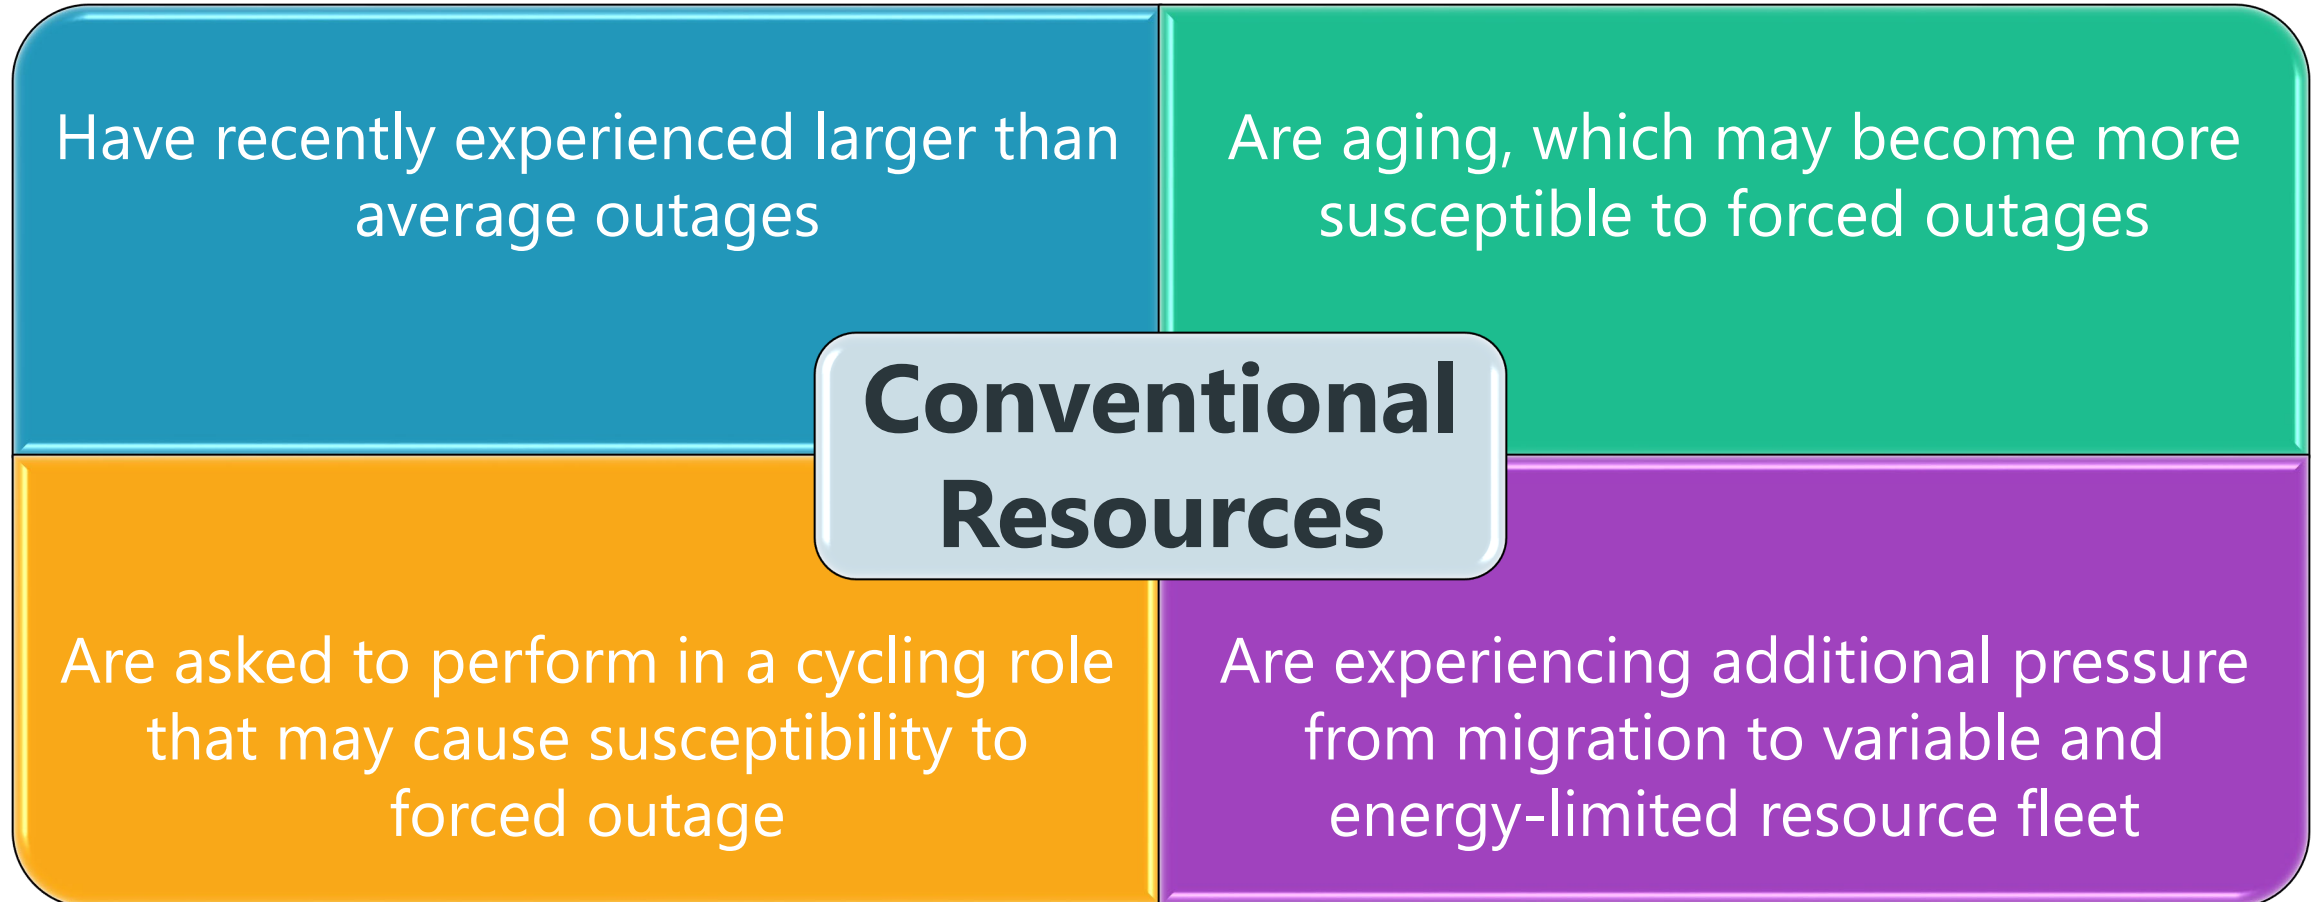 Have recently experienced larger than
average outages
Are aging, which may become more
susceptible to forced outages
Conventional
Resources
Are asked to perform in a cycling role
that may cause susceptibility to
forced outage
Are experiencing additional pressure
from migration to variable and
energy-limited resource fleet